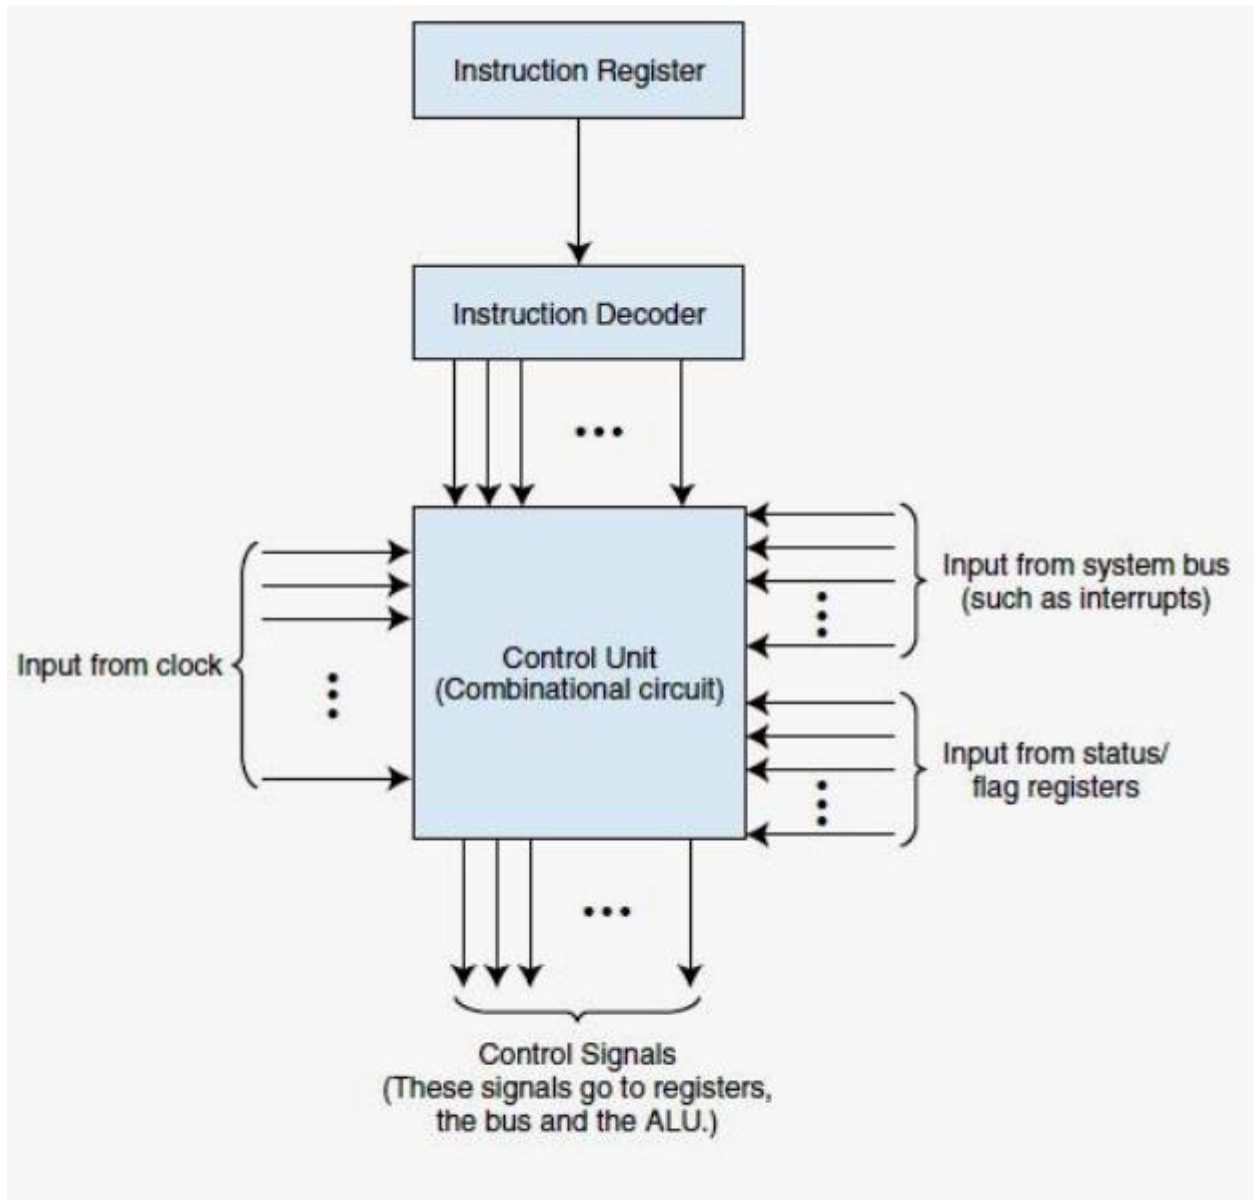 Instruction Register
Instruction Decoder
Input from clock
Control Unit
(Combinational circuit)
Input from system bus
(such as interrupts)
Input from status/
flag registers
Control Signals
(These signals go to registers,
the bus and the ALU.)